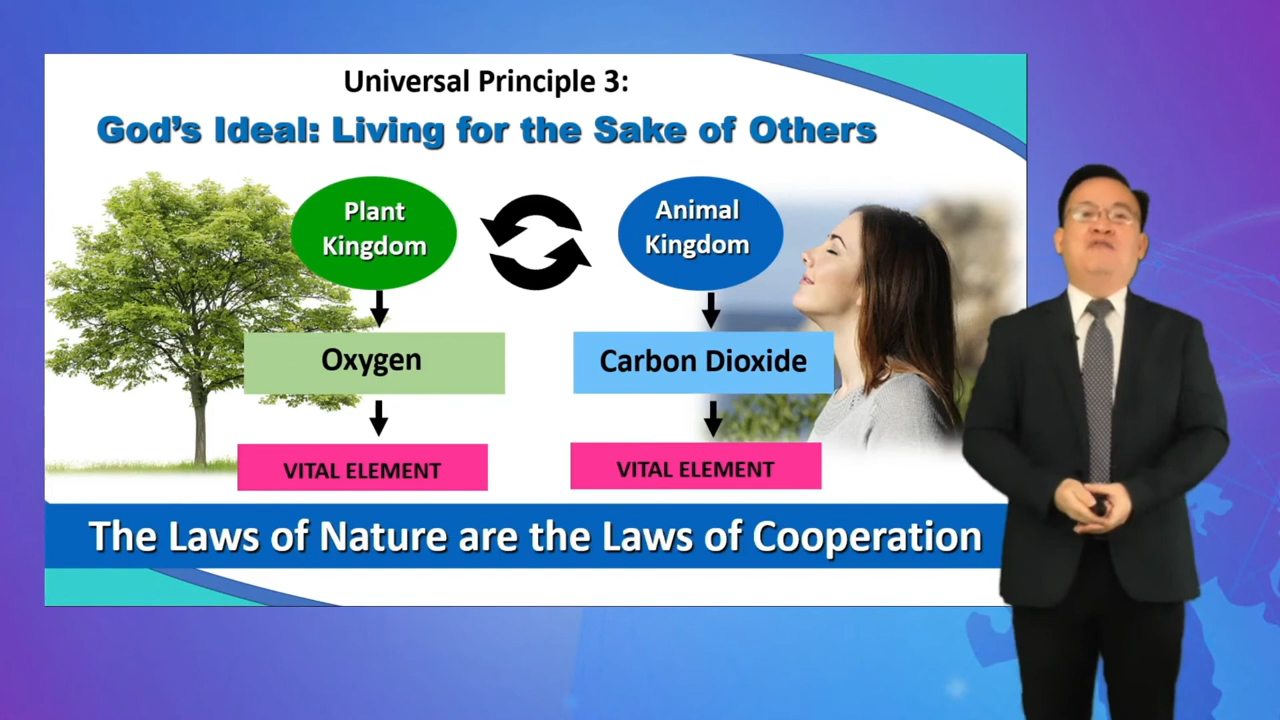 Universal Principle 3:
God's Ideal: Living for the Sake of Others
Plant
Kingdom
Animal
Kingdom
Oxygen
Carbon Dioxide
VITAL ELEMENT
VITAL ELEMENT
The Laws of Nature are the Laws of Cooperation